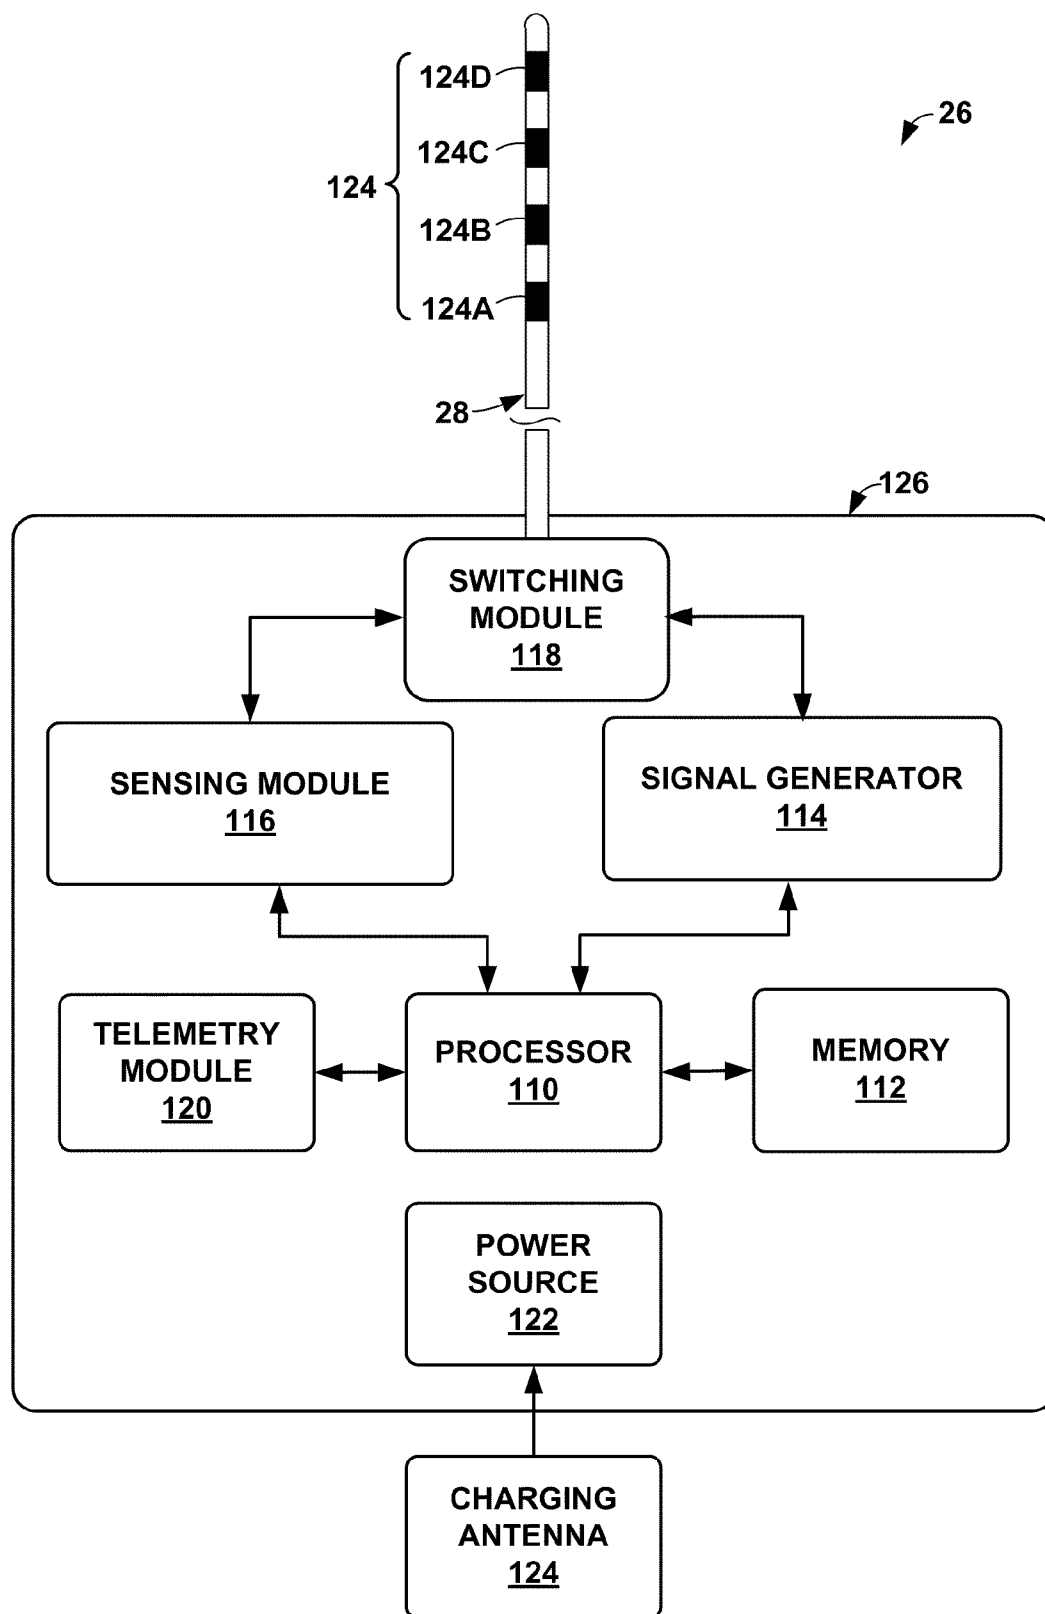 124D
26
124C
124
124B
124A
28
126
SWITCHING
MODULE
118
SENSING MODULE
116
SIGNAL GENERATOR
114
TELEMETRY
MODULE
120
PROCESSOR
110
MEMORY
112
POWER
SOURCE
122
CHARGING
ANTENNA
124